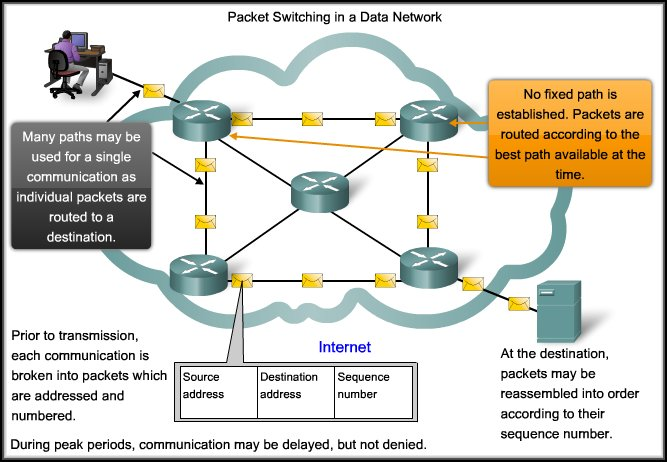 Packet Switching in a Data Network
Many paths may be
used for a single
communication as
individual packets are
routed to a
destination.
No fixed path is
established. Packets are
routed according to the
best path available at the
time.
Prior to transmission,
each communication is
broken into packets which
are addressed and
numbered.
Internet
Source
address
Destination
address
Sequence
number
At the destination,
packets may be
reassembled into order
according to their
sequence number.
During peak periods, communication may be delayed, but not denied.